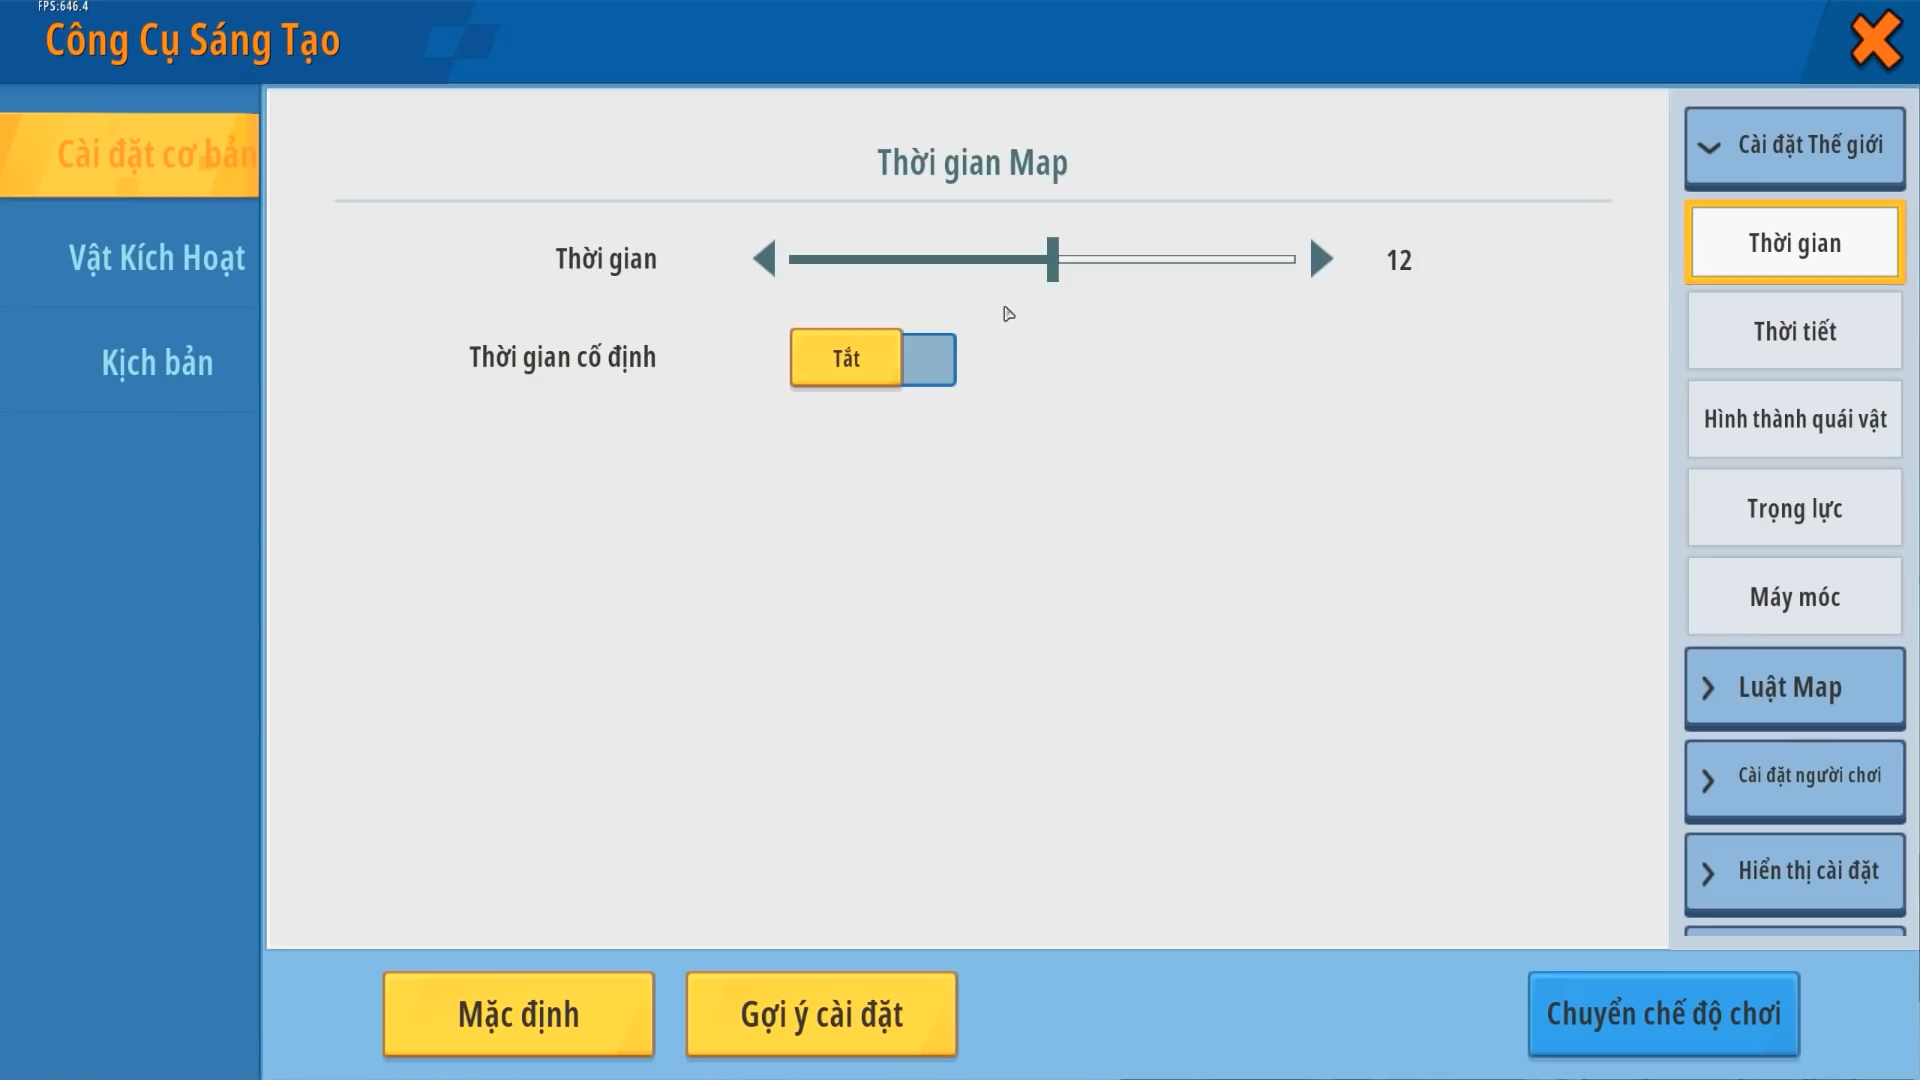 FPS:646.4
Công Cụ Sáng Tạo
Cài đặt cơ bản
Vật Kích Hoạt
Kịch bản
Thời gian Map
Thời gian 12
Thời gian cố định Tắt
Cài đặt Thế giới
Thời gian
Thời tiết
Hình thành quái vật
Trọng lực
Máy móc
Luật Map
Cài đặt người chơi
Hiển thị cài đặt
Mặc định
Gợi ý cài đặt
Chuyển chế độ chơi